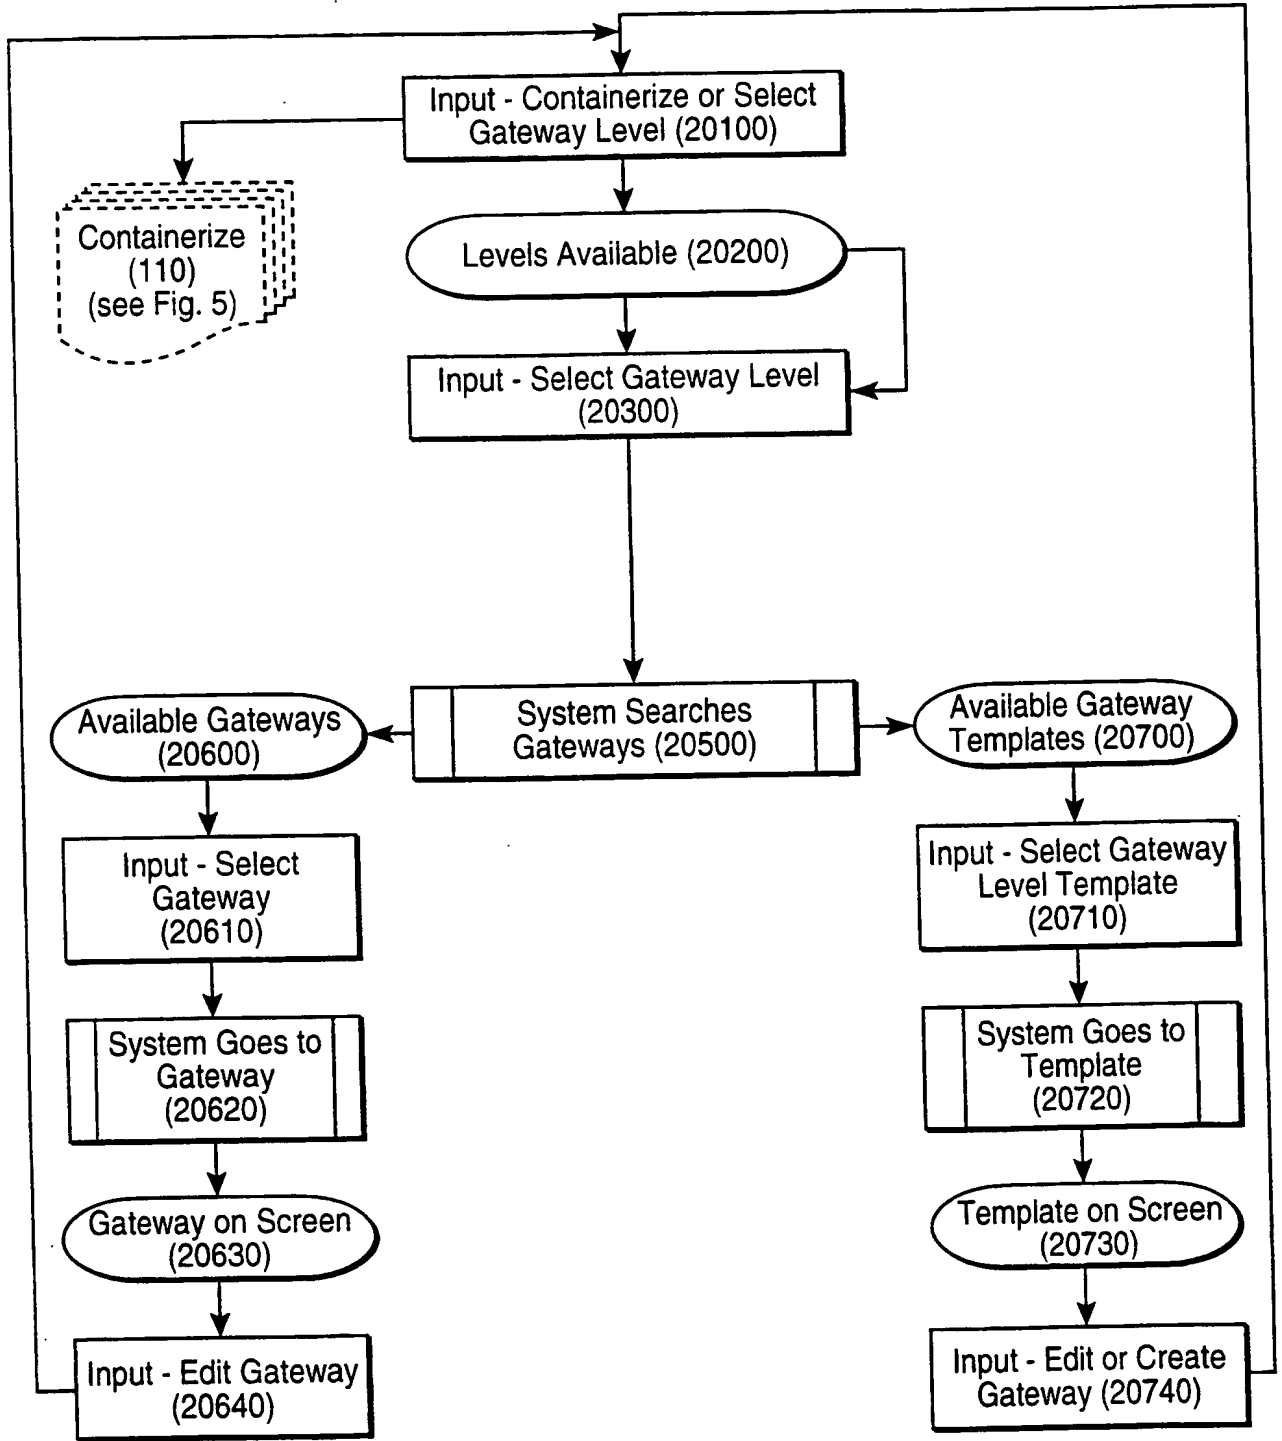 Input - Containerize or Select
Gateway Level (20100)
Containerize
(110)
(see Fig. 5)
Levels Available (20200)
Input - Select Gateway Level
(20300)
System Searches
Gateways (20500)
Available Gateways
(20600)
Input - Select
Gateway
(20610)
System Goes to
Gateway
(20620)
Gateway on Screen
(20630)
Input - Edit Gateway
(20640)
Available Gateway
Templates (20700)
Input - Select Gateway
Level Template
(20710)
System Goes to
Template
(20720)
Template on Screen
(20730)
Input - Edit or Create
Gateway (20740)